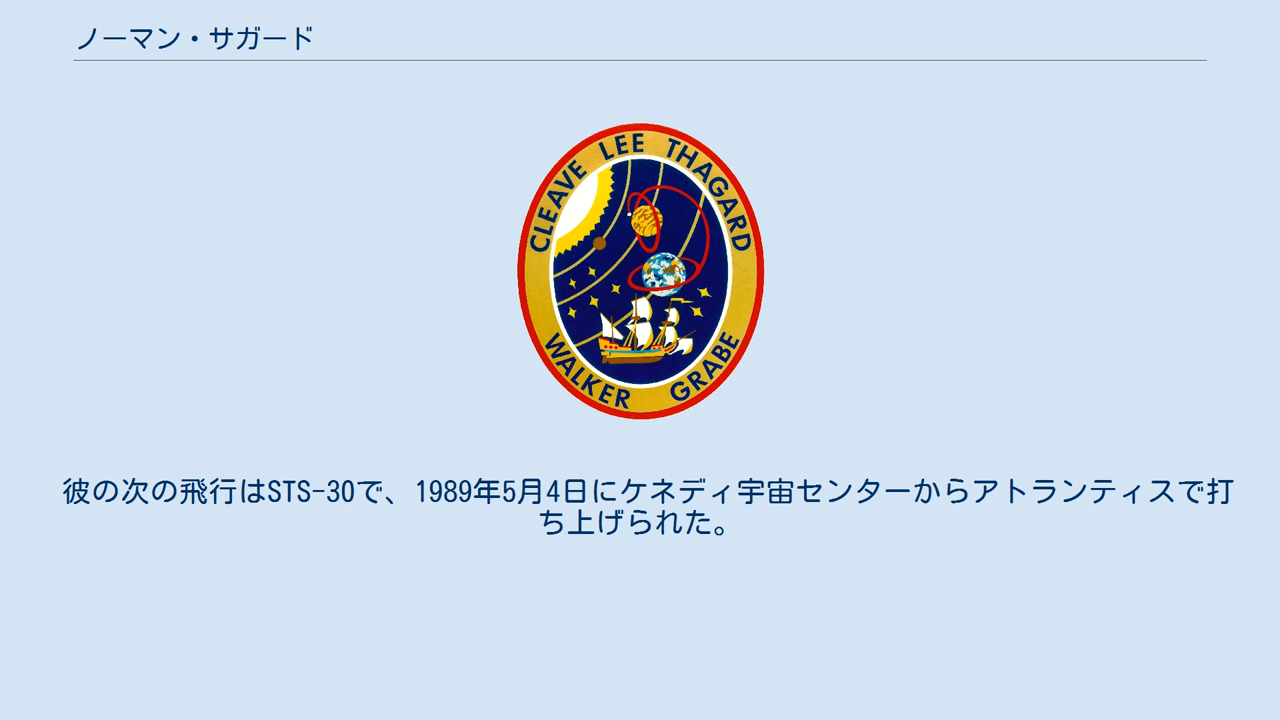 ノーマン・サガード
CLEAVE LEE THAGARD
WALKER GRABE
彼の次の飛行はSTS-30で、1989年5月4日にケネディ宇宙センターからアトランティスで打
ち上げられた。